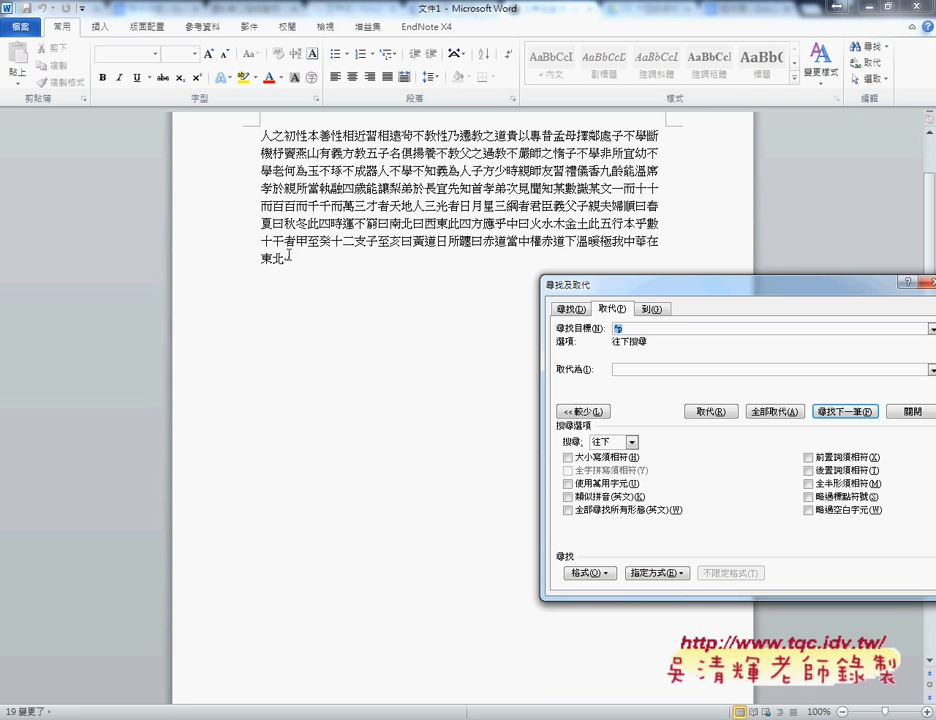 文件1 - Microsoft Word
檔案 常用 插入 版面配置 參考資料 郵件 校閱 檢視 增益集 EndNote X4
貼上 剪下 複製 複製格式
AaBbCcI AaBbCcL AaBbCcL AaBbCc AaBbC
內文 副標題 強調斜體 強調粗體 標題 變更樣式
尋找 取代 選取
剪貼簿 字型 段落 樣式 編輯
人之初性本善性相近習相遠苟不教性乃遷教之道貴以專昔孟母擇鄰處子不學斷
機杼竇燕山有義方教五子名俱揚養不教父之過教不嚴師之惰子不學非所宜幼不
學老何為玉不琢不成器人不學不知義為人子方少時親師友習禮儀香九齡能溫席
孝於親所當執融四歲能讓梨弟於長宜先知首孝弟次見聞知某數識某文一而十十
而百百而千千而萬三才者天地人三光者日月星三綱者君臣義父子親夫婦順曰春
夏曰秋冬此四時運不窮曰南北曰西東此四方應乎中曰火水木金土此五行本乎數
十干者甲至癸十二支子至亥曰黃道日所躔曰赤道當中權赤道下溫暖極我中華在
東北
尋找及取代
尋找(D) 取代(P) 到(G)
尋找目標(N): ^p
選項: 往下搜尋
取代為(I):
<< 較少(L) 取代(R) 全部取代(A) 尋找下一筆(F) 關閉
搜尋選項
搜尋: 往下
大小寫須相符(H) 前置詞須相符(X)
全字拼寫須相符(Y) 後置詞須相符(T)
使用萬用字元(U) 全半形須相符(M)
類似拼音(英文)(K) 略過標點符號(S)
全部尋找所有形態(英文)(W) 略過空白字元(W)
尋找
格式(O) 指定方式(E) 不限定格式(T)
http://www.tqc.idv.tw/
吳清輝老師錄製
19 變更了。 100%